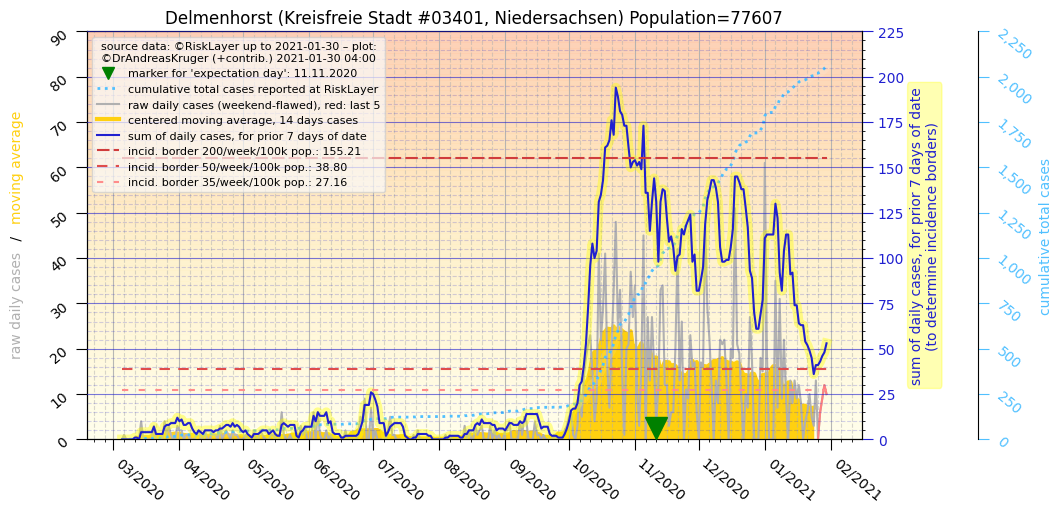 Delmenhorst (Kreisfreie Stadt #03401, Niedersachsen) Population=77607
source data: ©RiskLayer up to 2021-01-30 – plot:
©DrAndreasKruger (+contrib.) 2021-01-30 04:00
marker for 'expectation day': 11.11.2020
cumulative total cases reported at RiskLayer
raw daily cases (weekend-flawed), red: last 5
centered moving average, 14 days cases
sum of daily cases, for prior 7 days of date
incid. border 200/week/100k pop.: 155.21
incid. border 50/week/100k pop.: 38.80
incid. border 35/week/100k pop.: 27.16
raw daily cases / moving average
90
80
70
60
50
40
30
20
10
0
03/2020
04/2020
05/2020
06/2020
07/2020
08/2020
09/2020
10/2020
11/2020
12/2020
01/2021
02/2021
225
200
175
150
125
100
75
50
25
0
sum of daily cases, for prior 7 days of date
(to determine incidence borders)
2,250
2,000
1,750
1,500
1,250
1,000
750
500
250
0
cumulative total cases